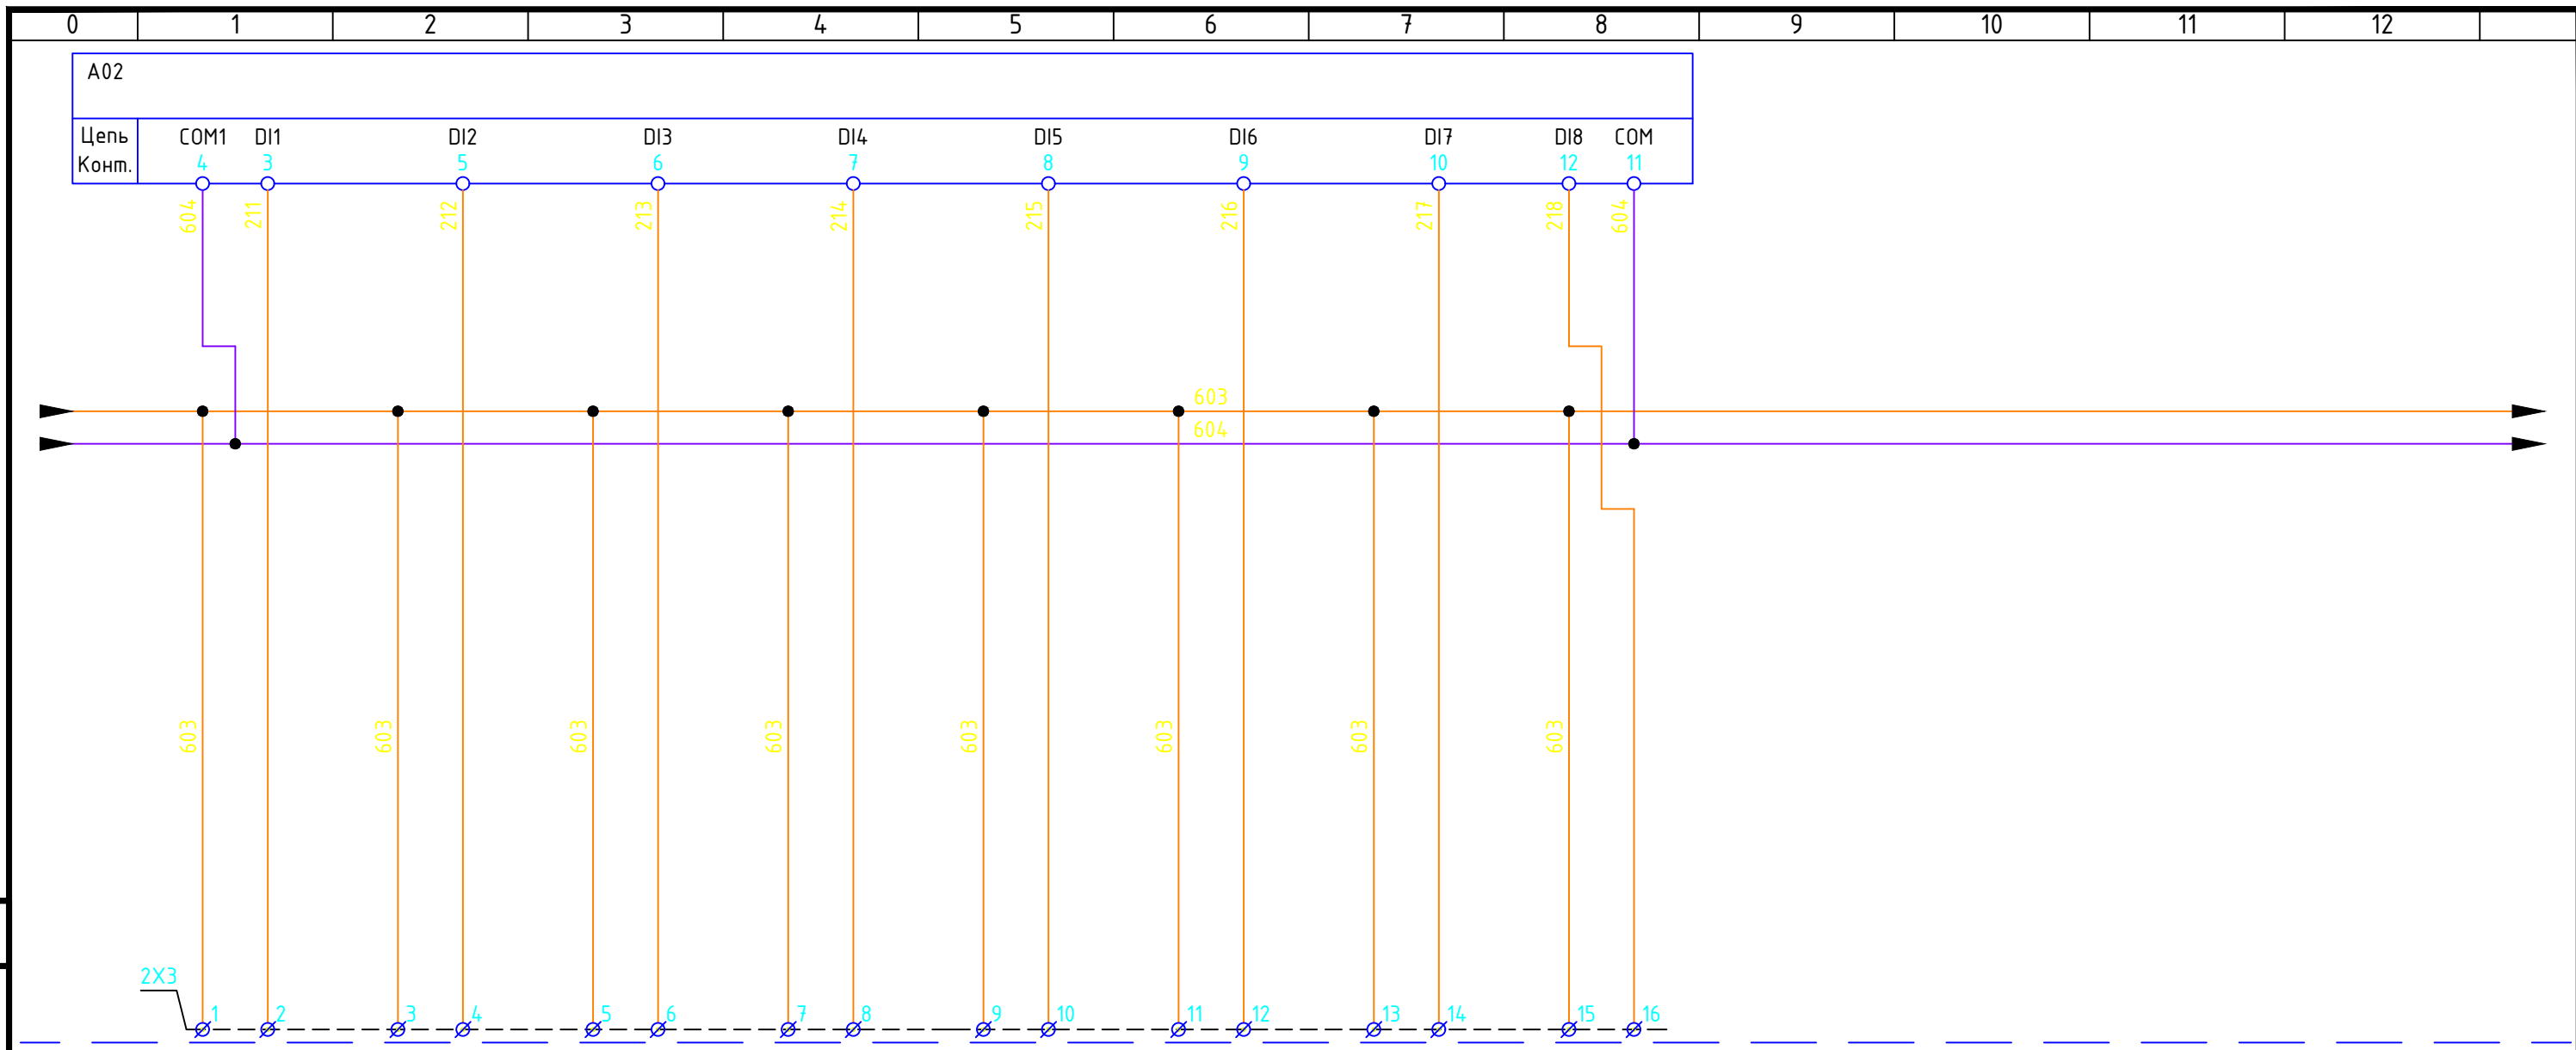 0 1 2 3 4 5 6 7 8 9 10 11 12
A02
Цепь COM1 DI1 DI2 DI3 DI4 DI5 DI6 DI7 DI8 COM
Конт. 4 3 5 6 7 8 9 10 12 11
604 211 212 213 214 215 216 217 218 604
603
604
603 603 603 603 603 603 603 603
2X3
1 2 3 4 5 6 7 8 9 10 11 12 13 14 15 16